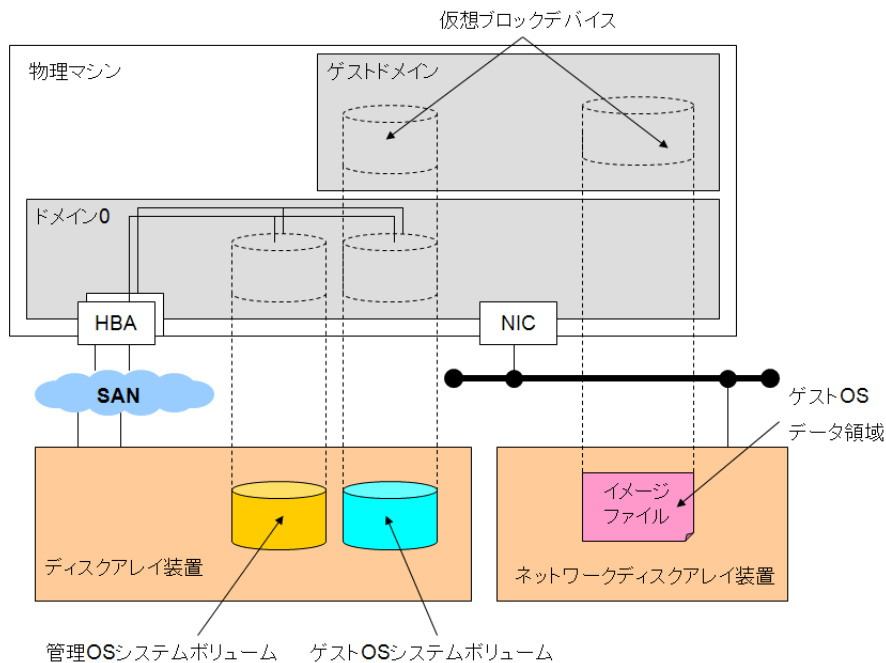 仮想ブロックデバイス
物理マシン
ゲストドメイン
ドメイン0
HBA
NIC
SAN
ゲストOS
データ領域
イメージ
ファイル
ディスクアレイ装置
ネットワークディスクアレイ装置
管理OSシステムボリューム
ゲストOSシステムボリューム